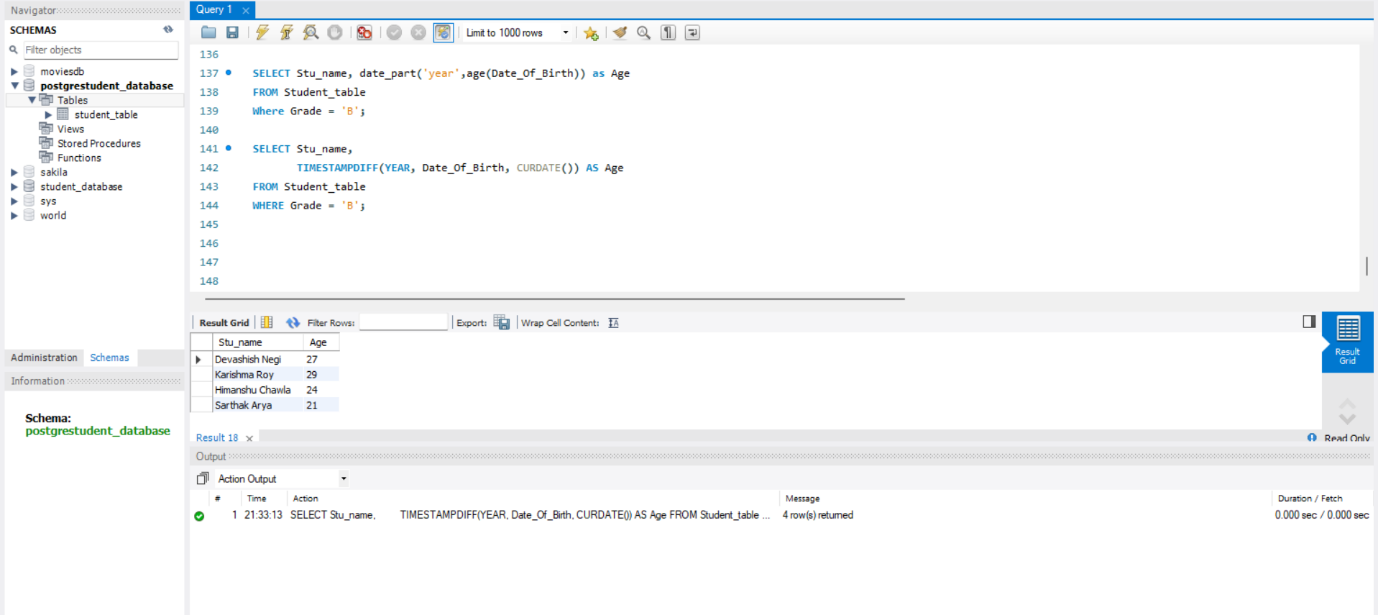 Navigator
SCHEMAS
Filter objects
moviesdb
postgrestudent_database
Tables
student_table
Views
Stored Procedures
Functions
sakila
student_database
sys
world
Administration Schemas
Information
Schema:
postgrestudent_database
Query 1
Limit to 1000 rows
136
137 SELECT Stu_name, date_part('year',age(Date_Of_Birth)) as Age
138 FROM Student_table
139 Where Grade = 'B';
140
141 SELECT Stu_name,
142 TIMESTAMPDIFF(YEAR, Date_Of_Birth, CURDATE()) AS Age
143 FROM Student_table
144 WHERE Grade = 'B';
145
146
147
148
Result Grid Filter Rows: Export: Wrap Cell Content:
Stu_name Age
Devashish Negi 27
Karishma Roy 29
Himanshu Chawla 24
Sarthak Arya 21
Result
Grid
Result 18 Read Only
Output
Action Output
# Time Action Message Duration / Fetch
1 21:33:13 SELECT Stu_name, TIMESTAMPDIFF(YEAR, Date_Of_Birth, CURDATE()) AS Age FROM Student_table ... 4 row(s) returned 0.000 sec / 0.000 sec